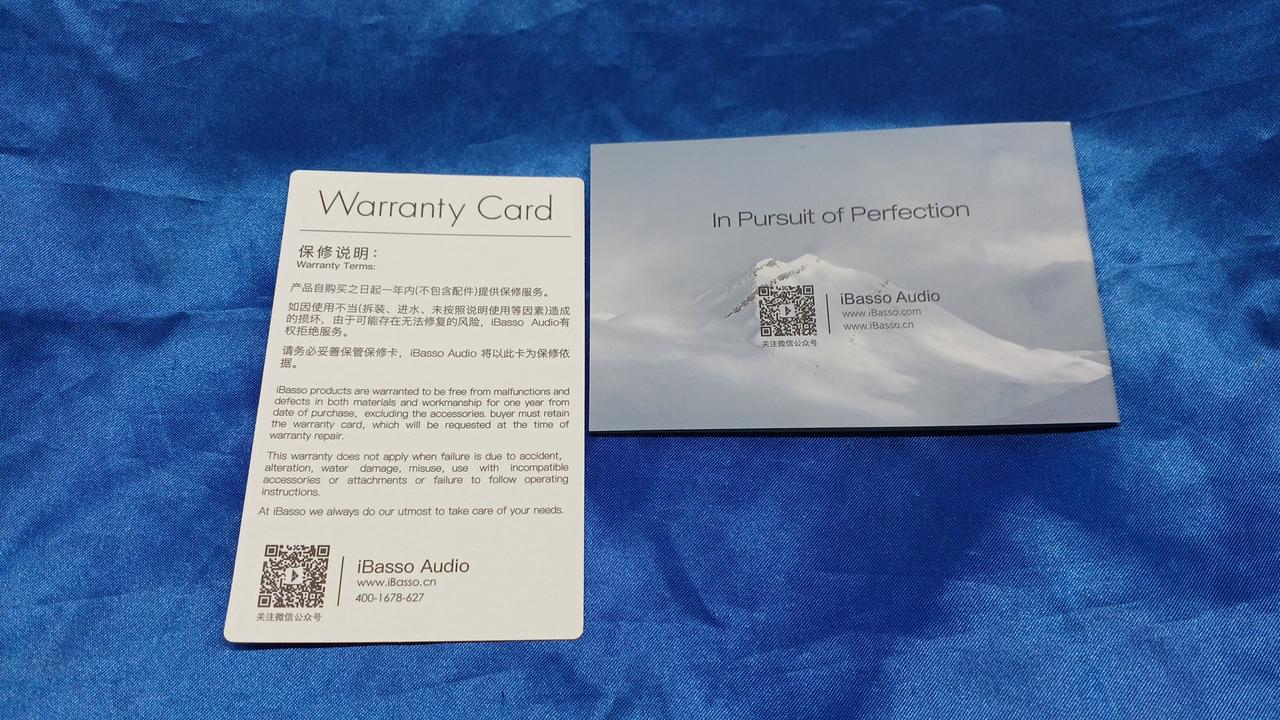 Warranty Card
保修说明：
Warranty Terms:
产品自购买之日起一年内(不包含配件)提供保修服务。
如因使用不当(拆装、进水、未按照说明使用等因素)造成
的损坏，由于可能存在无法修复的风险，iBasso Audio有
权拒绝服务。
请务必妥善保管保修卡，iBasso Audio 将以此卡为保修依
据。
iBasso products are warranted to be free from malfunctions and
defects in both materials and workmanship for one year from
date of purchase, excluding the accessories. buyer must retain
the warranty card, which will be requested at the time of
warranty repair.
This warranty does not apply when failure is due to accident,
alteration, water damage, misuse, use with incompatible
accessories or attachments or failure to follow operating
instructions.
At iBasso we always do our utmost to take care of your needs.
iBasso Audio
www.iBasso.cn
400-1678-627
关注微信公众号
In Pursuit of Perfection
iBasso Audio
www.iBasso.com
www.iBasso.cn
关注微信公众号